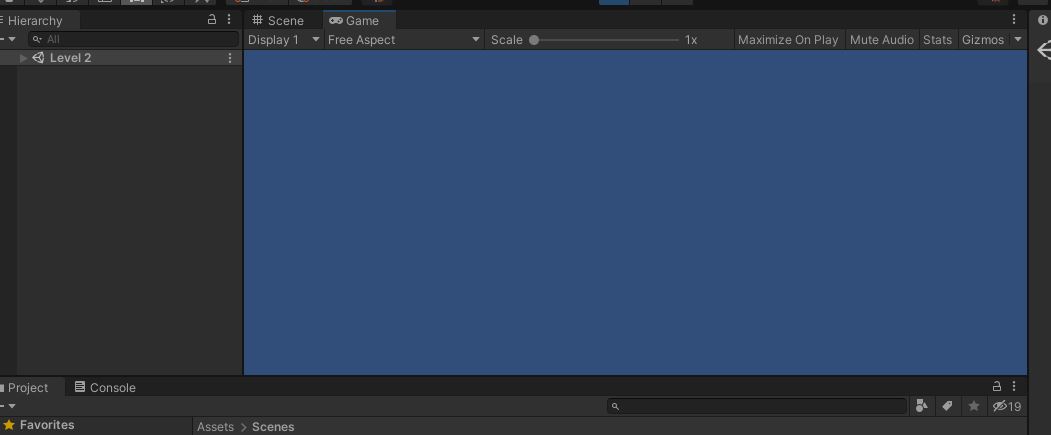 Hierarchy
All
Level 2
Scene Game
Display 1 Free Aspect Scale 1x Maximize On Play Mute Audio Stats Gizmos
Project Console
19
Favorites
Assets > Scenes